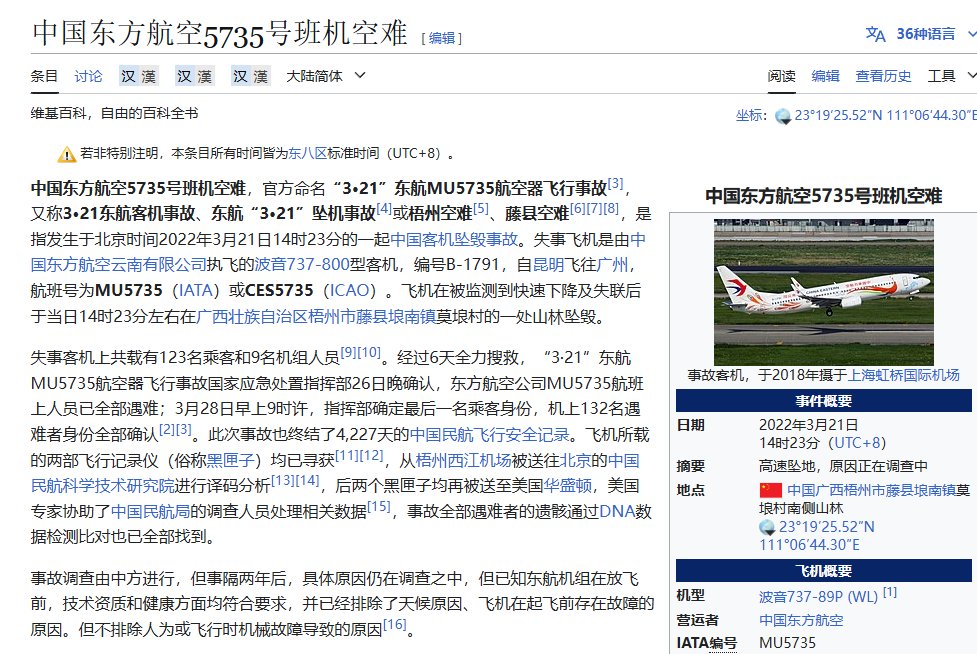 中国东方航空5735号班机空难 [ 编辑 ]
36种语言
条目 讨论 汉 漢 汉 漢 汉 漢 大陆简体
阅读 编辑 查看历史 工具
维基百科，自由的百科全书
坐标： 23°19′25.52″N 111°06′44.30″E
若非特别注明，本条目所有时间皆为东八区标准时间（UTC+8）。
中国东方航空5735号班机空难，官方命名“3•21”东航MU5735航空器飞行事故[3]，
又称3•21东航客机事故、东航“3•21”坠机事故[4]或梧州空难[5]、藤县空难[6][7][8]，是
指发生于北京时间2022年3月21日14时23分的一起中国客机坠毁事故。失事飞机是由中
国东方航空云南有限公司执飞的波音737-800型客机，编号B-1791，自昆明飞往广州，
航班号为MU5735（IATA）或CES5735（ICAO）。飞机在被监测到快速下降及失联后
于当日14时23分左右在广西壮族自治区梧州市藤县埌南镇莫埌村的一处山林坠毁。
失事客机上共载有123名乘客和9名机组人员[9][10]。经过6天全力搜救，“3·21”东航
MU5735航空器飞行事故国家应急处置指挥部26日晚确认，东方航空公司MU5735航班
上人员已全部遇难；3月28日早上9时许，指挥部确定最后一名乘客身份，机上132名遇
难者身份全部确认[2][3]。此次事故也终结了4,227天的中国民航飞行安全记录。飞机所载
的两部飞行记录仪（俗称黑匣子）均已寻获[11][12]，从梧州西江机场被送往北京的中国
民航科学技术研究院进行译码分析[13][14]，后两个黑匣子均再被送至美国华盛顿，美国
专家协助了中国民航局的调查人员处理相关数据[15]，事故全部遇难者的遗骸通过DNA数
据检测比对也已全部找到。
事故调查由中方进行，但事隔两年后，具体原因仍在调查之中，但已知东航机组在放飞
前，技术资质和健康方面均符合要求，并已经排除了天候原因、飞机在起飞前存在故障的
原因。但不排除人为或飞行时机械故障导致的原因[16]。
中国东方航空5735号班机空难
事故客机，于2018年摄于上海虹桥国际机场
事件概要
日期 2022年3月21日
14时23分（UTC+8）
摘要 高速坠地，原因正在调查中
地点 中国广西梧州市藤县埌南镇莫
埌村南侧山林
23°19′25.52″N
111°06′44.30″E
飞机概要
机型 波音737-89P (WL) [1]
营运者 中国东方航空
IATA编号 MU5735